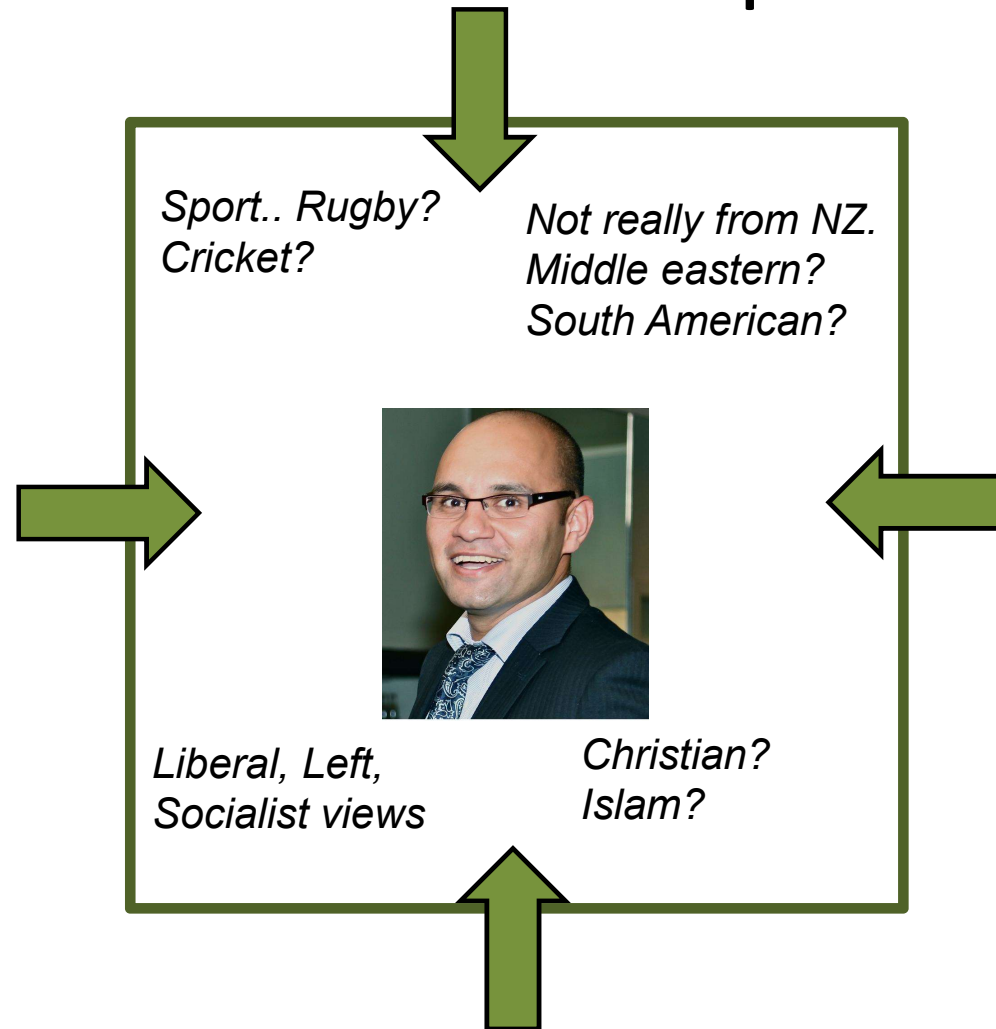 Sport.. Rugby?
Cricket?
Not really from NZ.
Middle eastern?
South American?
Liberal, Left,
Socialist views
Christian?
Islam?